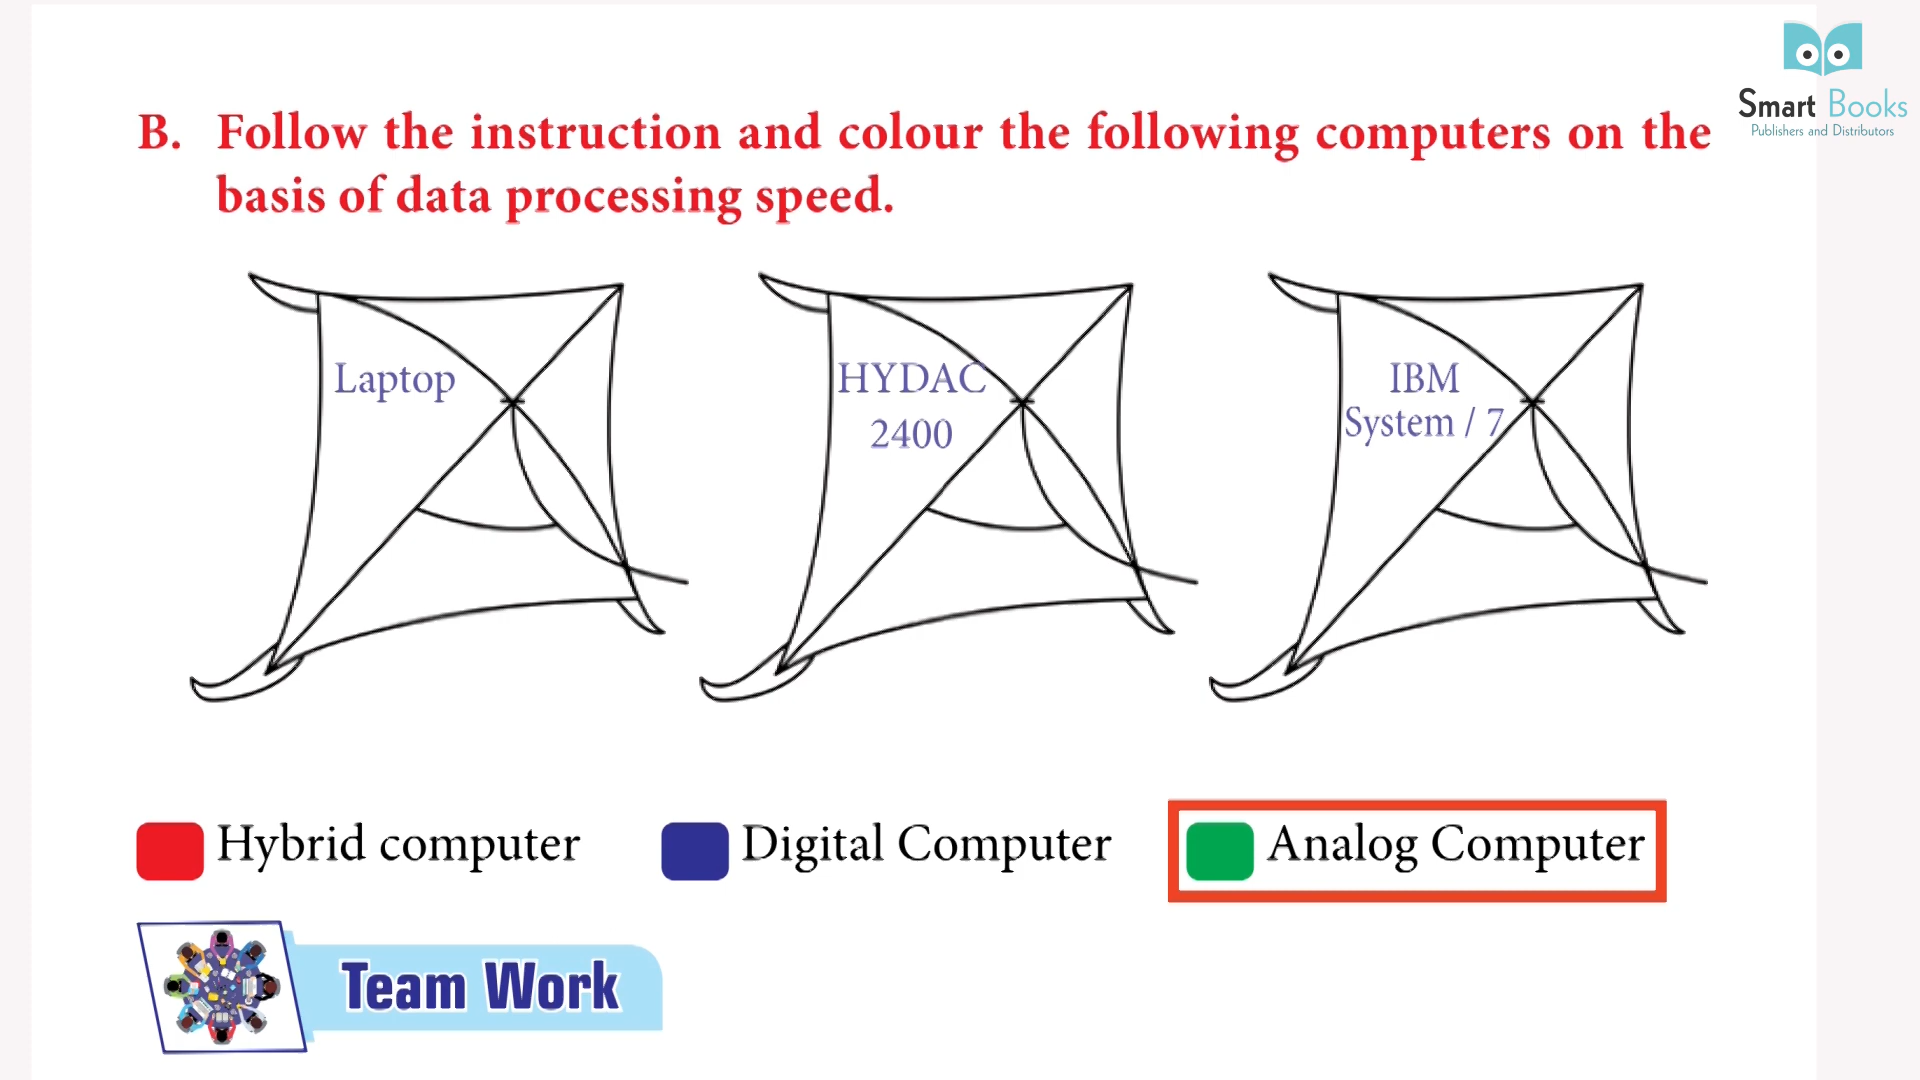 Smart Books
Publishers and Distributors
B. Follow the instruction and colour the following computers on the
basis of data processing speed.
Laptop
HYDAC
2400
IBM
System / 7
Hybrid computer
Digital Computer
Analog Computer
Team Work